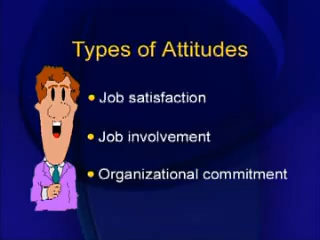 Types of Attitudes
• Job satisfaction
• Job involvement
• Organizational commitment